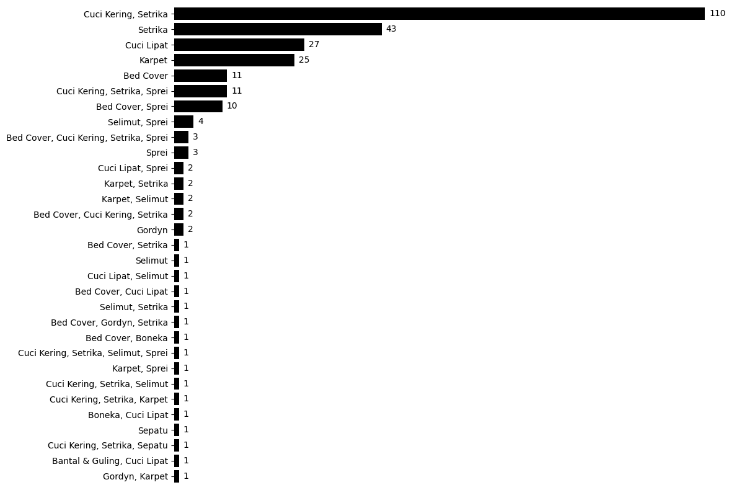 Cuci Kering, Setrika 110
Setrika 43
Cuci Lipat 27
Karpet 25
Bed Cover 11
Cuci Kering, Setrika, Sprei 11
Bed Cover, Sprei 10
Selimut, Sprei 4
Bed Cover, Cuci Kering, Setrika, Sprei 3
Sprei 3
Cuci Lipat, Sprei 2
Karpet, Setrika 2
Karpet, Selimut 2
Bed Cover, Cuci Kering, Setrika 2
Gordyn 2
Bed Cover, Setrika 1
Selimut 1
Cuci Lipat, Selimut 1
Bed Cover, Cuci Lipat 1
Selimut, Setrika 1
Bed Cover, Gordyn, Setrika 1
Bed Cover, Boneka 1
Cuci Kering, Setrika, Selimut, Sprei 1
Karpet, Sprei 1
Cuci Kering, Setrika, Selimut 1
Cuci Kering, Setrika, Karpet 1
Boneka, Cuci Lipat 1
Sepatu 1
Cuci Kering, Setrika, Sepatu 1
Bantal & Guling, Cuci Lipat 1
Gordyn, Karpet 1